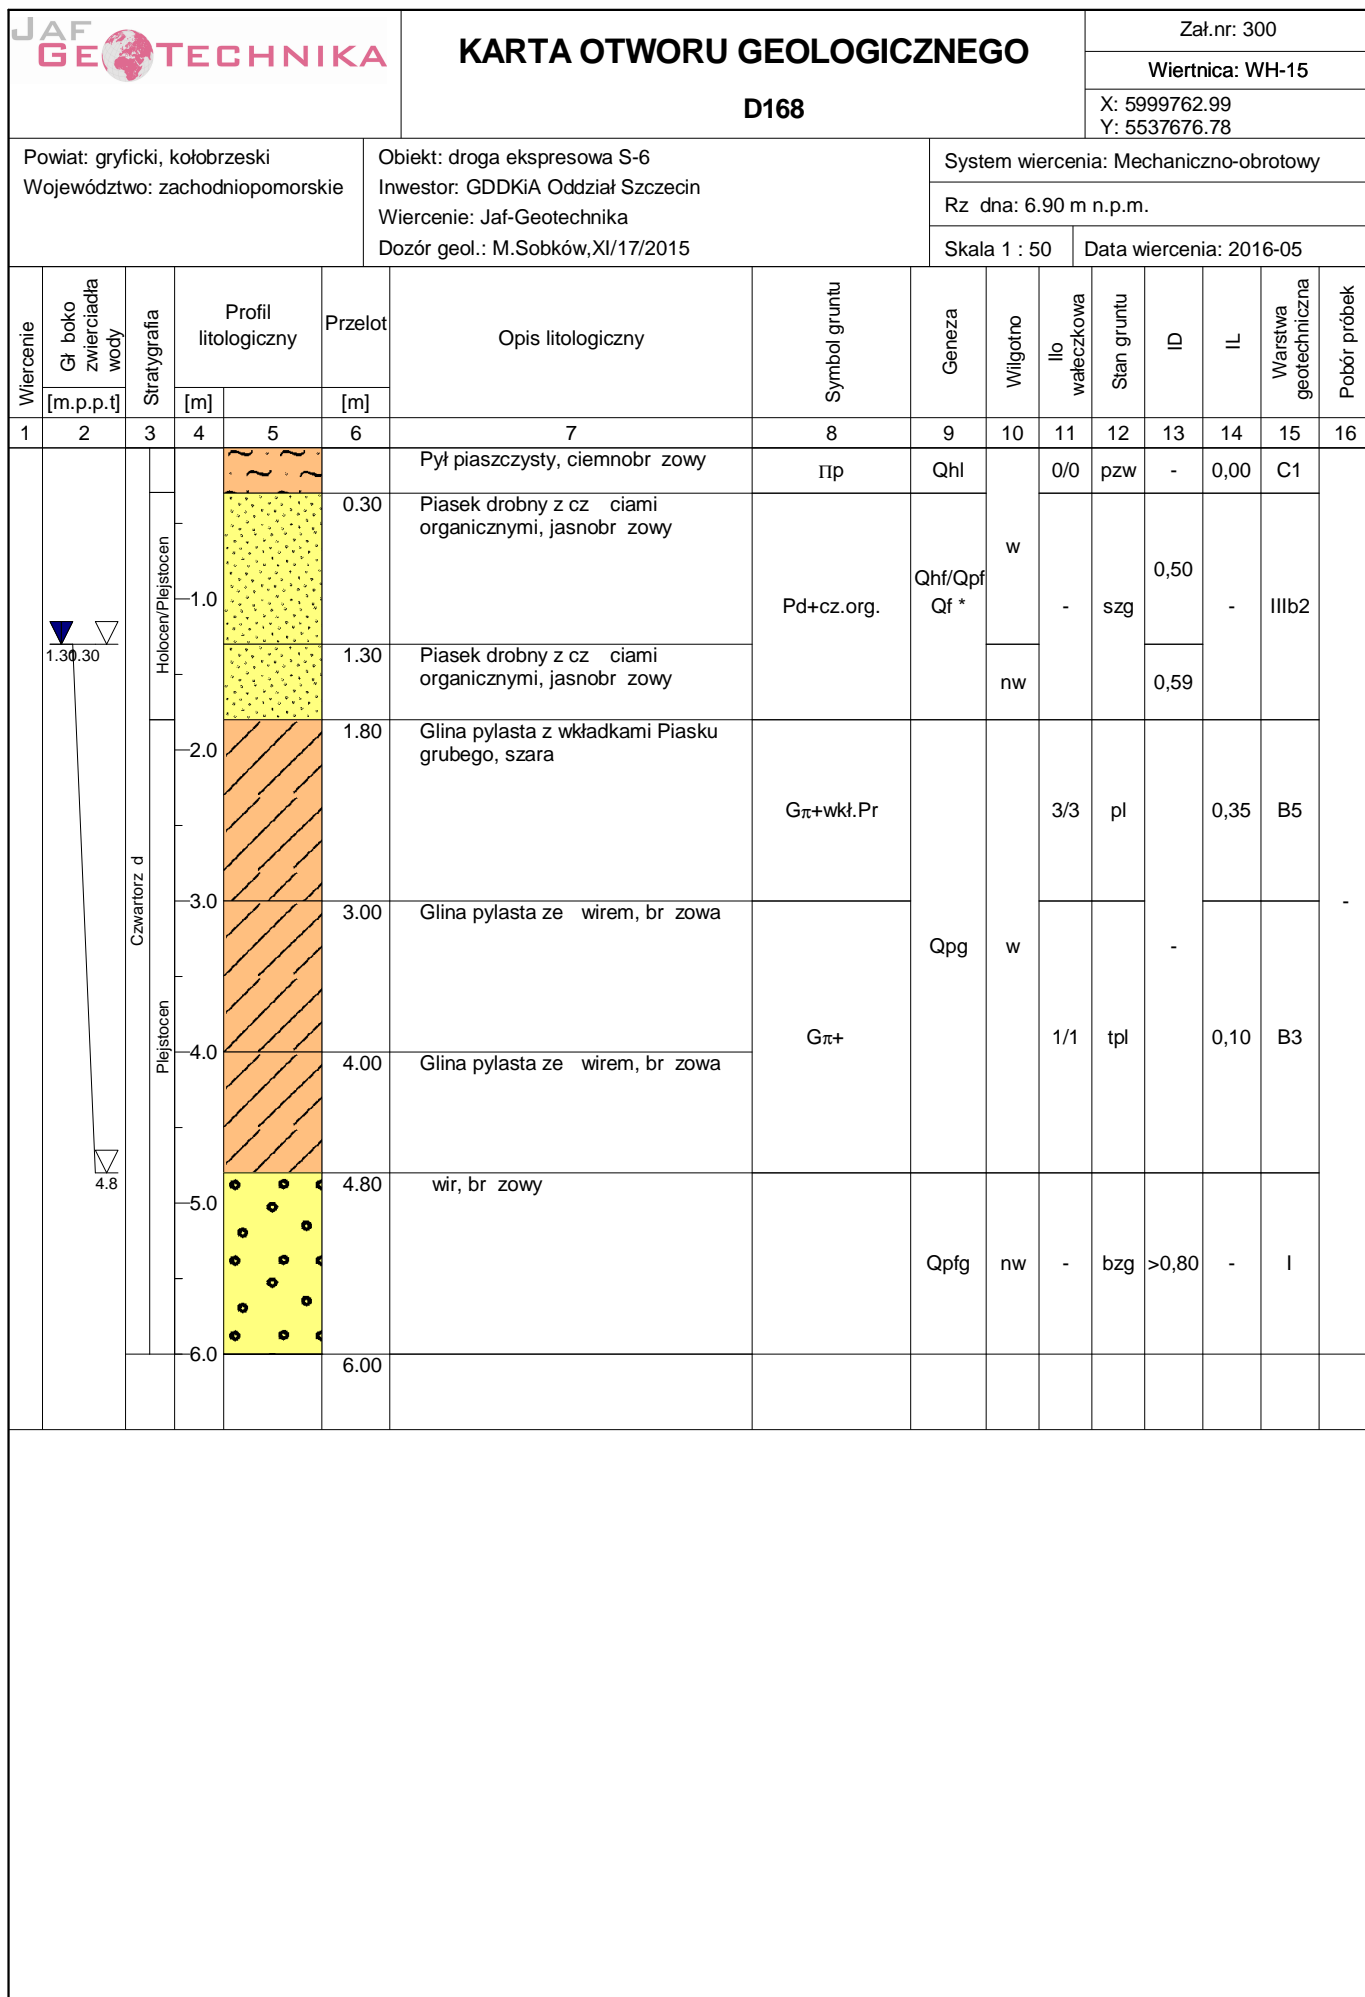 JAF
GEOTECHNIKA
KARTA OTWORU GEOLOGICZNEGO
D168
Zał.nr: 300
Wiertnica: WH-15
X: 5999762.99
Y: 5537676.78
Powiat: gryficki, kołobrzeski
Województwo: zachodniopomorskie
Obiekt: droga ekspresowa S-6
Inwestor: GDDKiA Oddział Szczecin
Wiercenie: Jaf-Geotechnika
Dozór geol.: M.Sobków,XI/17/2015
System wiercenia: Mechaniczno-obrotowy
Rz dna: 6.90 m n.p.m.
Skala 1 : 50
Data wiercenia: 2016-05
Wiercenie
Gł boko
zwierciadła
wody
[m.p.p.t]
Stratygrafia
Profil
litologiczny
[m]
Przelot
[m]
Opis litologiczny
Symbol gruntu
Geneza
Wilgotno
Ilo
wałeczkowa
Stan gruntu
ID
IL
Warstwa
geotechniczna
Pobór próbek
1 2 3 4 5 6 7 8 9 10 11 12 13 14 15 16
Pył piaszczysty, ciemnobr zowy
Πp Qhl 0/0 pzw - 0,00 C1
0.30 Piasek drobny z cz ciami
organicznymi, jasnobr zowy
w
0,50
Holocen/Plejstocen
1.0
Pd+cz.org.
Qhf/Qpf
Qf *
- szg - IIIb2
1.30
1.30 Piasek drobny z cz ciami
organicznymi, jasnobr zowy
nw 0,59
1.80 Glina pylasta z wkładkami Piasku
grubego, szara
2.0
Gπ+wkł.Pr 3/3 pl 0,35 B5
Czwartorz d
3.0
3.00 Glina pylasta ze wirem, br zowa
-
Qpg w -
Plejstocen
Gπ+ 1/1 tpl 0,10 B3
4.0
4.00 Glina pylasta ze wirem, br zowa
4.8
4.80 wir, br zowy
5.0
Qpfg nw - bzg >0,80 - I
6.0
6.00